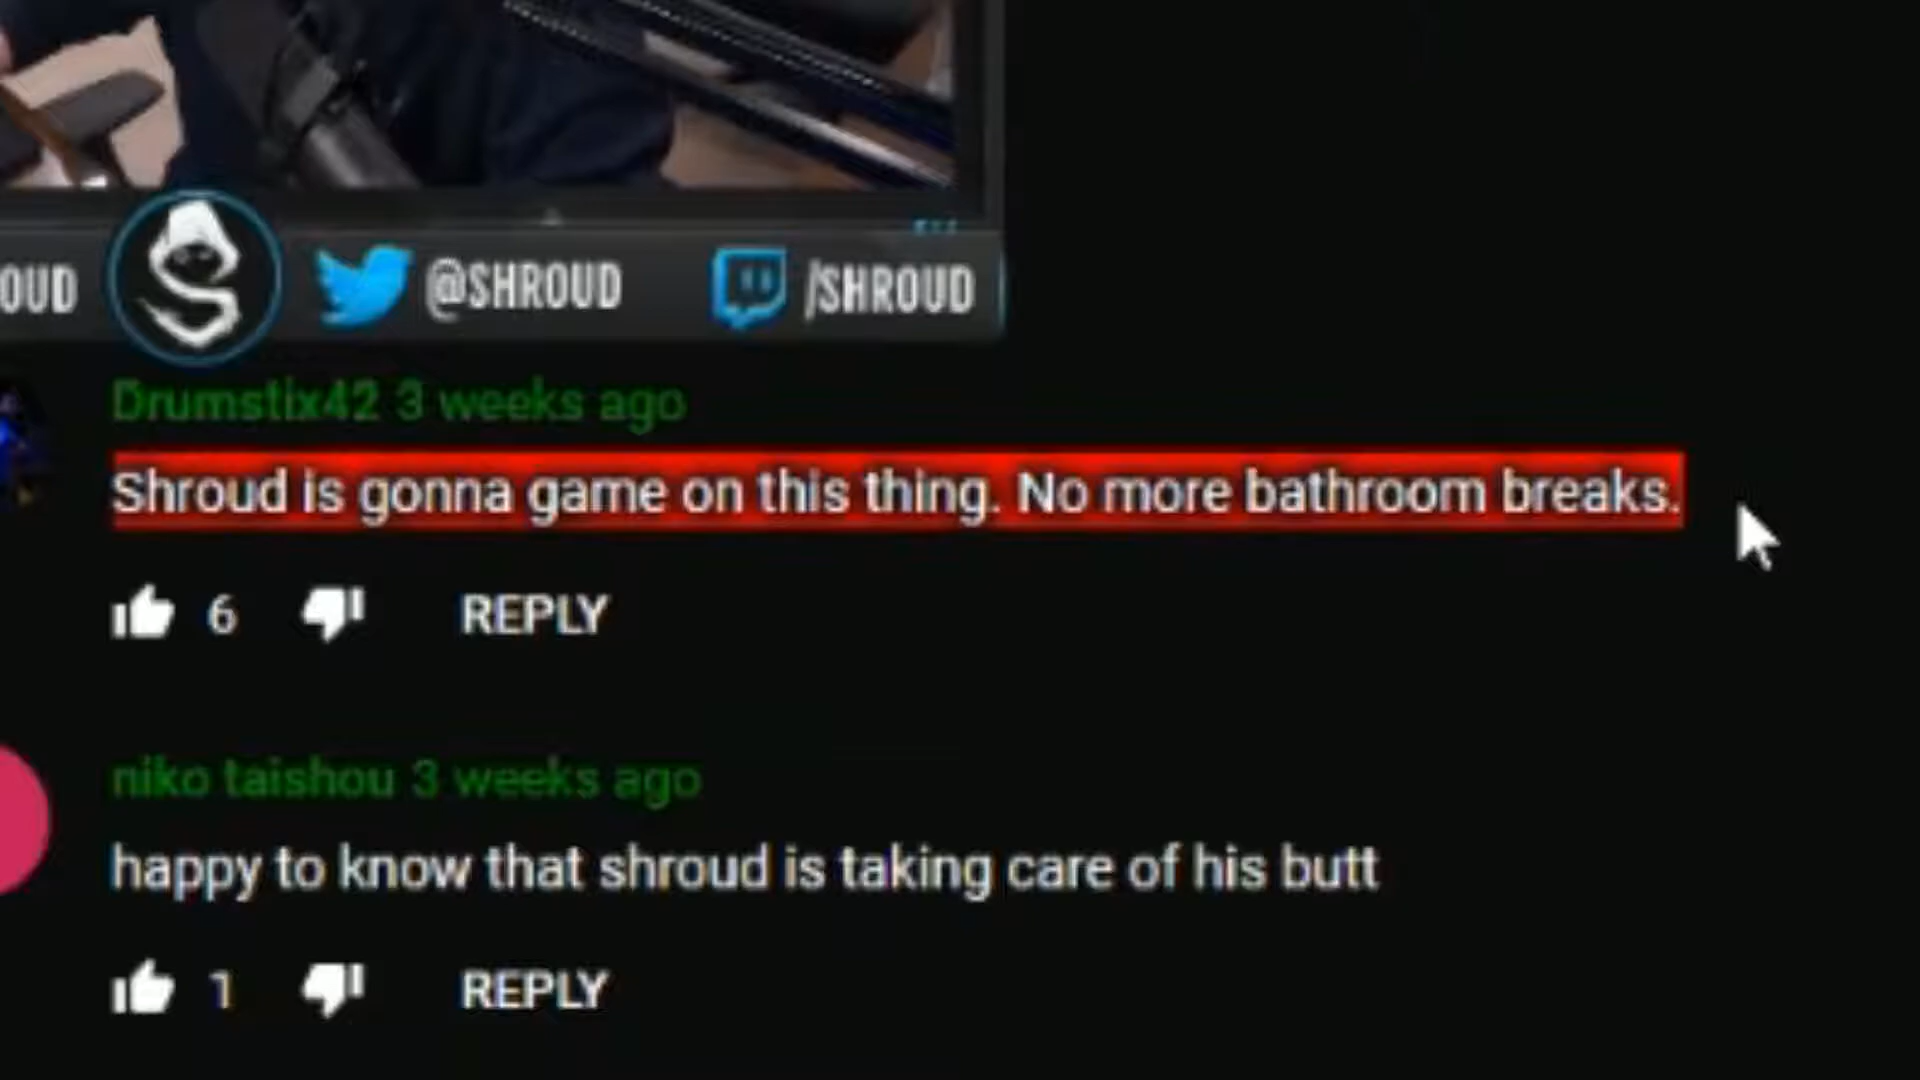 OUD @SHROUD /SHROUD
Drumstix42 3 weeks ago
Shroud is gonna game on this thing. No more bathroom breaks.
6 REPLY
niko taishou 3 weeks ago
happy to know that shroud is taking care of his butt
1 REPLY